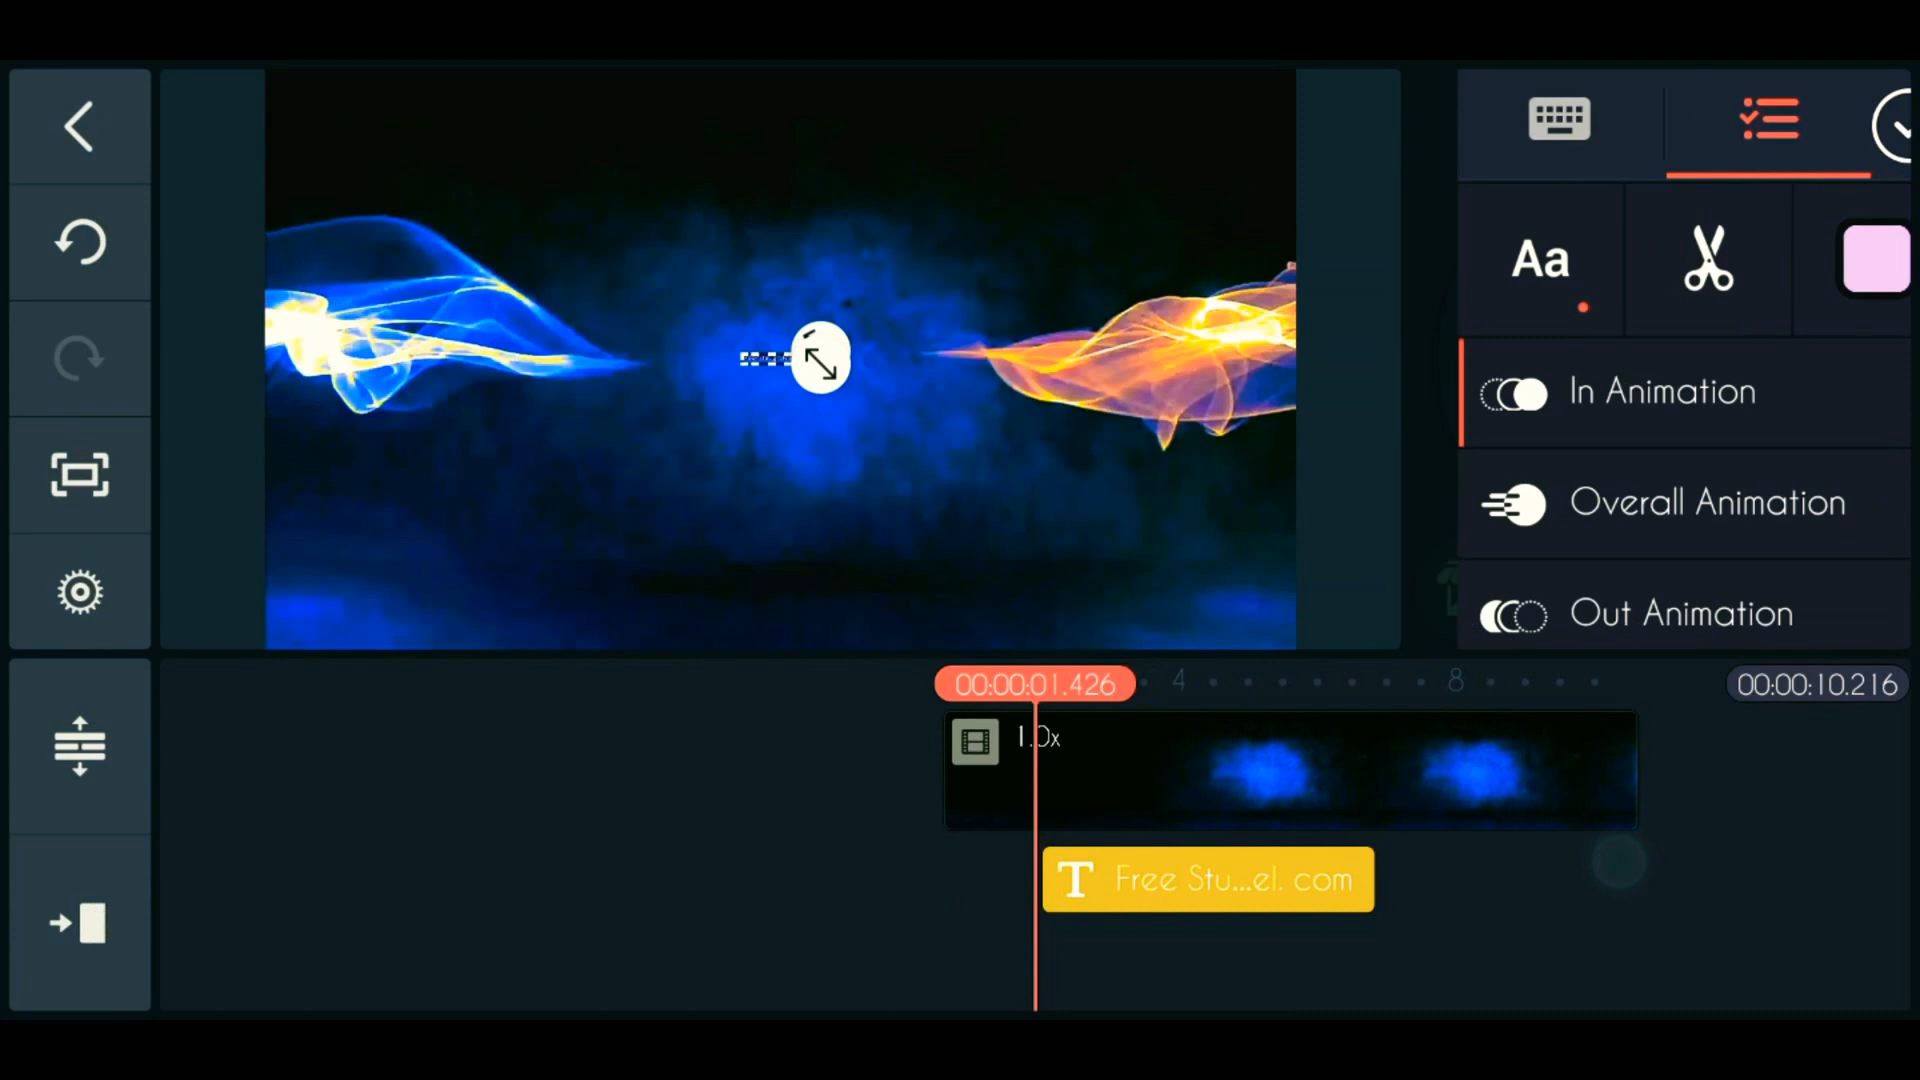 Aa
In Animation
Overall Animation
Out Animation
00:00:01.426
4
8
00:00:10.216
1.0x
T Free Stu...el. com